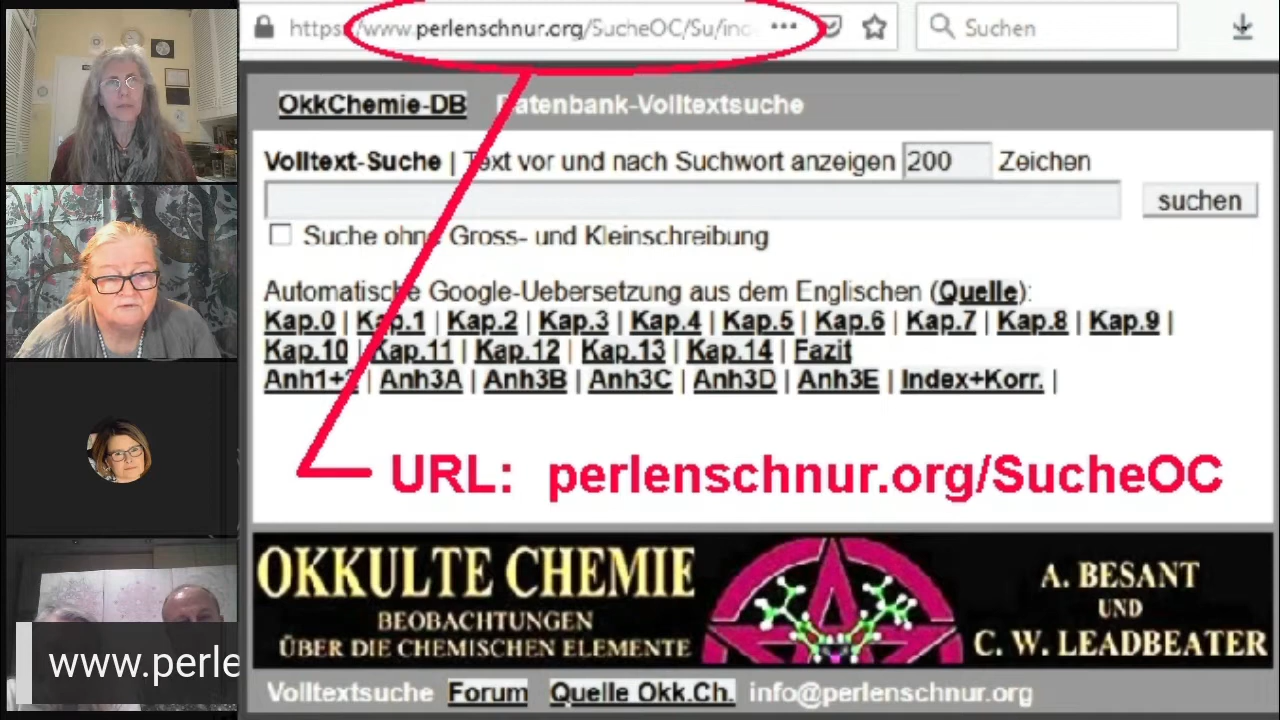 https://www.perlenschnur.org/SucheOC/Su/ind
Suchen
OkkChemie-DB Datenbank-Volltextsuche
Volltext-Suche | Text vor und nach Suchwort anzeigen 200 Zeichen
suchen
Suche ohne Gross- und Kleinschreibung
Automatische Google-Uebersetzung aus dem Englischen (Quelle):
Kap.0 | Kap.1 | Kap.2 | Kap.3 | Kap.4 | Kap.5 | Kap.6 | Kap.7 | Kap.8 | Kap.9 |
Kap.10 | Kap.11 | Kap.12 | Kap.13 | Kap.14 | Fazit
Anh1+2 | Anh3A | Anh3B | Anh3C | Anh3D | Anh3E | Index+Korr. |
URL: perlenschnur.org/SucheOC
OKKULTE CHEMIE
BEOBACHTUNGEN
ÜBER DIE CHEMISCHEN ELEMENTE
A. BESANT
UND
C. W. LEADBEATER
www.perle
Volltextsuche Forum Quelle Okk.Ch. info@perlenschnur.org